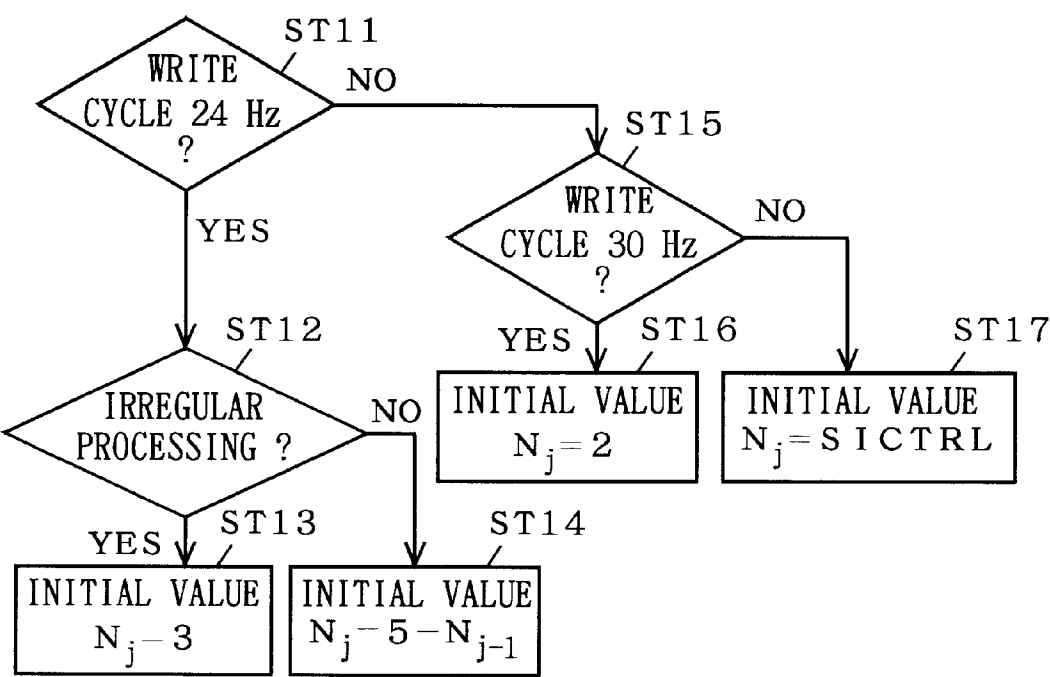 ST11
WRITE
CYCLE 24 Hz
?
NO
YES
ST15
WRITE
CYCLE 30 Hz
?
NO
YES
ST12
IRREGULAR
PROCESSING ?
NO
YES
ST16
INITIAL VALUE
Nj=2
ST17
INITIAL VALUE
Nj=SICTRL
ST13
INITIAL VALUE
Nj-3
ST14
INITIAL VALUE
Nj-5-Nj-1